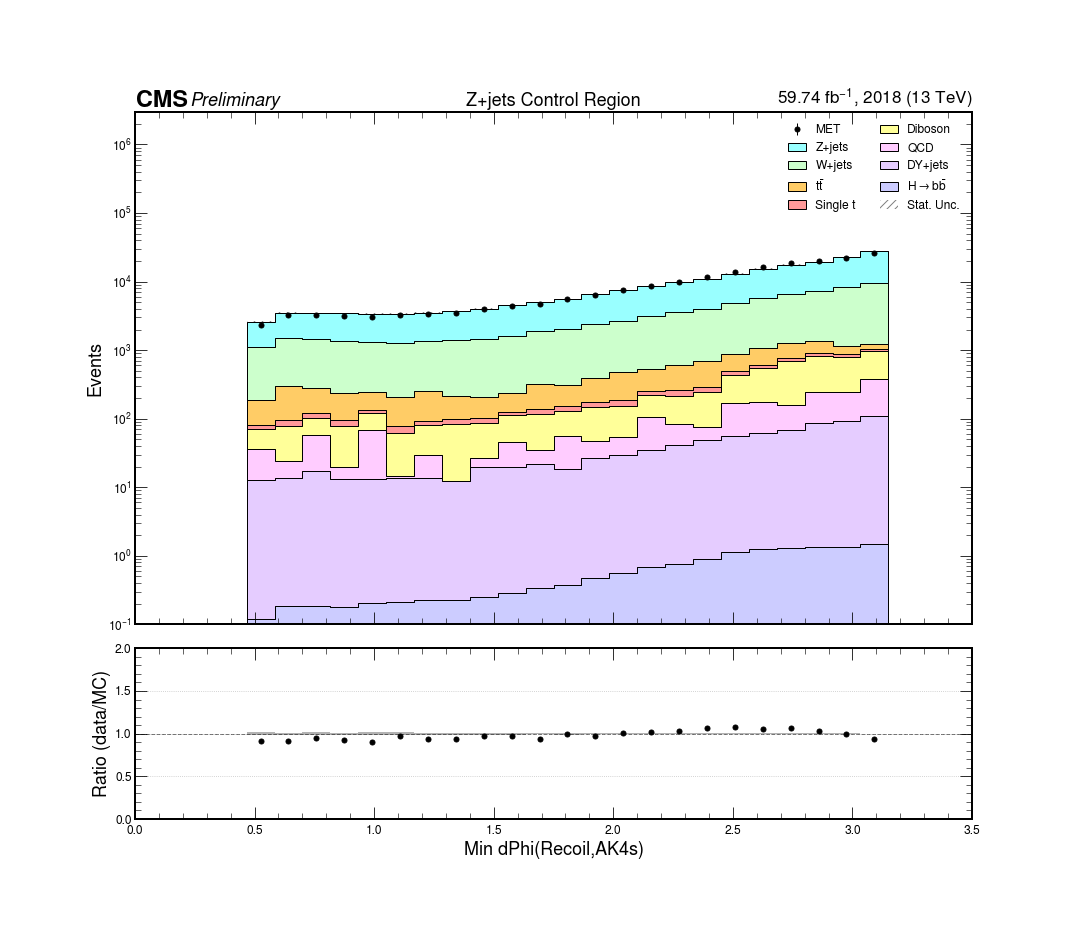 CMS Preliminary Z+jets Control Region 59.74 fb⁻¹, 2018 (13 TeV)
MET Diboson
Z+jets QCD
W+jets DY+jets
tt̄ H→bb̄
Single t Stat. Unc.
10⁶
10⁵
10⁴
10³
10²
10¹
10⁰
10⁻¹
Events
2.0
1.5
1.0
0.5
0.0
Ratio (data/MC)
0.0 0.5 1.0 1.5 2.0 2.5 3.0 3.5
Min dPhi(Recoil,AK4s)